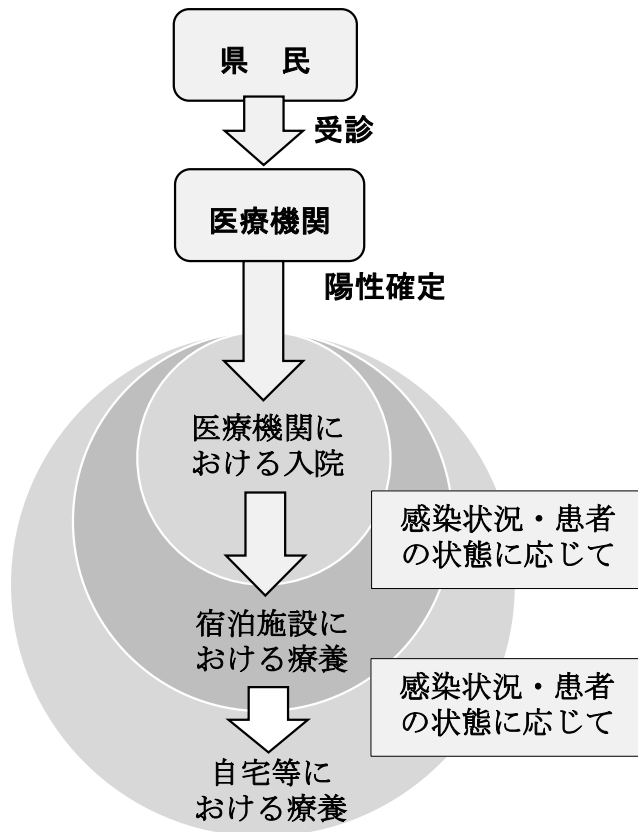 県　民
受診
医療機関
陽性確定
医療機関に
おける入院
感染状況・患者
の状態に応じて
宿泊施設に
おける療養
感染状況・患者
の状態に応じて
自宅等に
おける療養